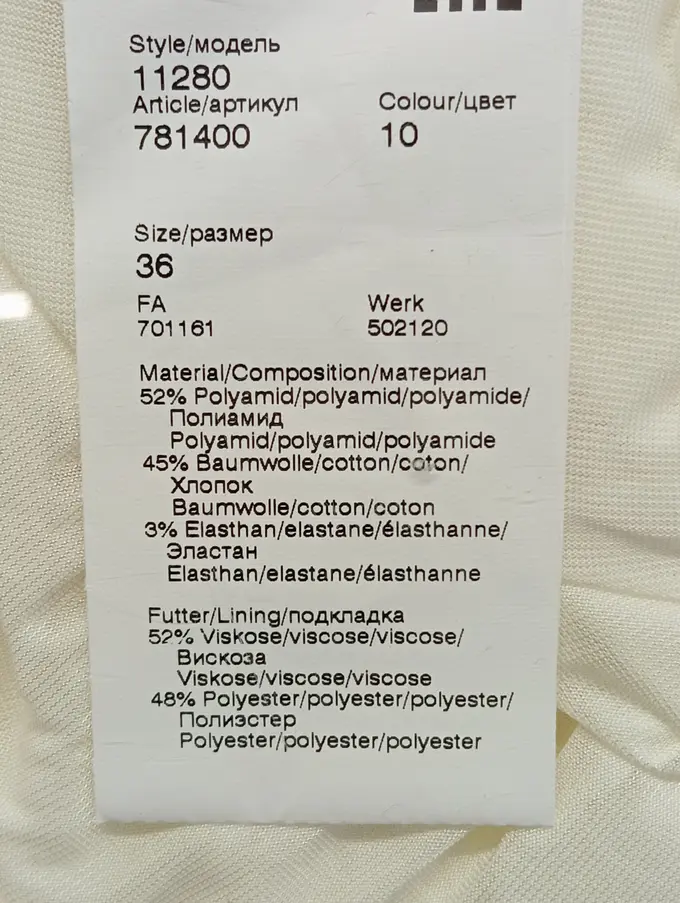 Style/модель
11280
Article/артикул Colour/цвет
781400 10
Size/размер
36
FA Werk
701161 502120
Material/Composition/материал
52% Polyamid/polyamid/polyamide/
Полиамид
Polyamid/polyamid/polyamide
45% Baumwolle/cotton/coton/
Хлопок
Baumwolle/cotton/coton
3% Elasthan/elastane/élasthanne/
Эластан
Elasthan/elastane/élasthanne
Futter/Lining/подкладка
52% Viskose/viscose/viscose/
Вискоза
Viskose/viscose/viscose
48% Polyester/polyester/polyester/
Полиэстер
Polyester/polyester/polyester